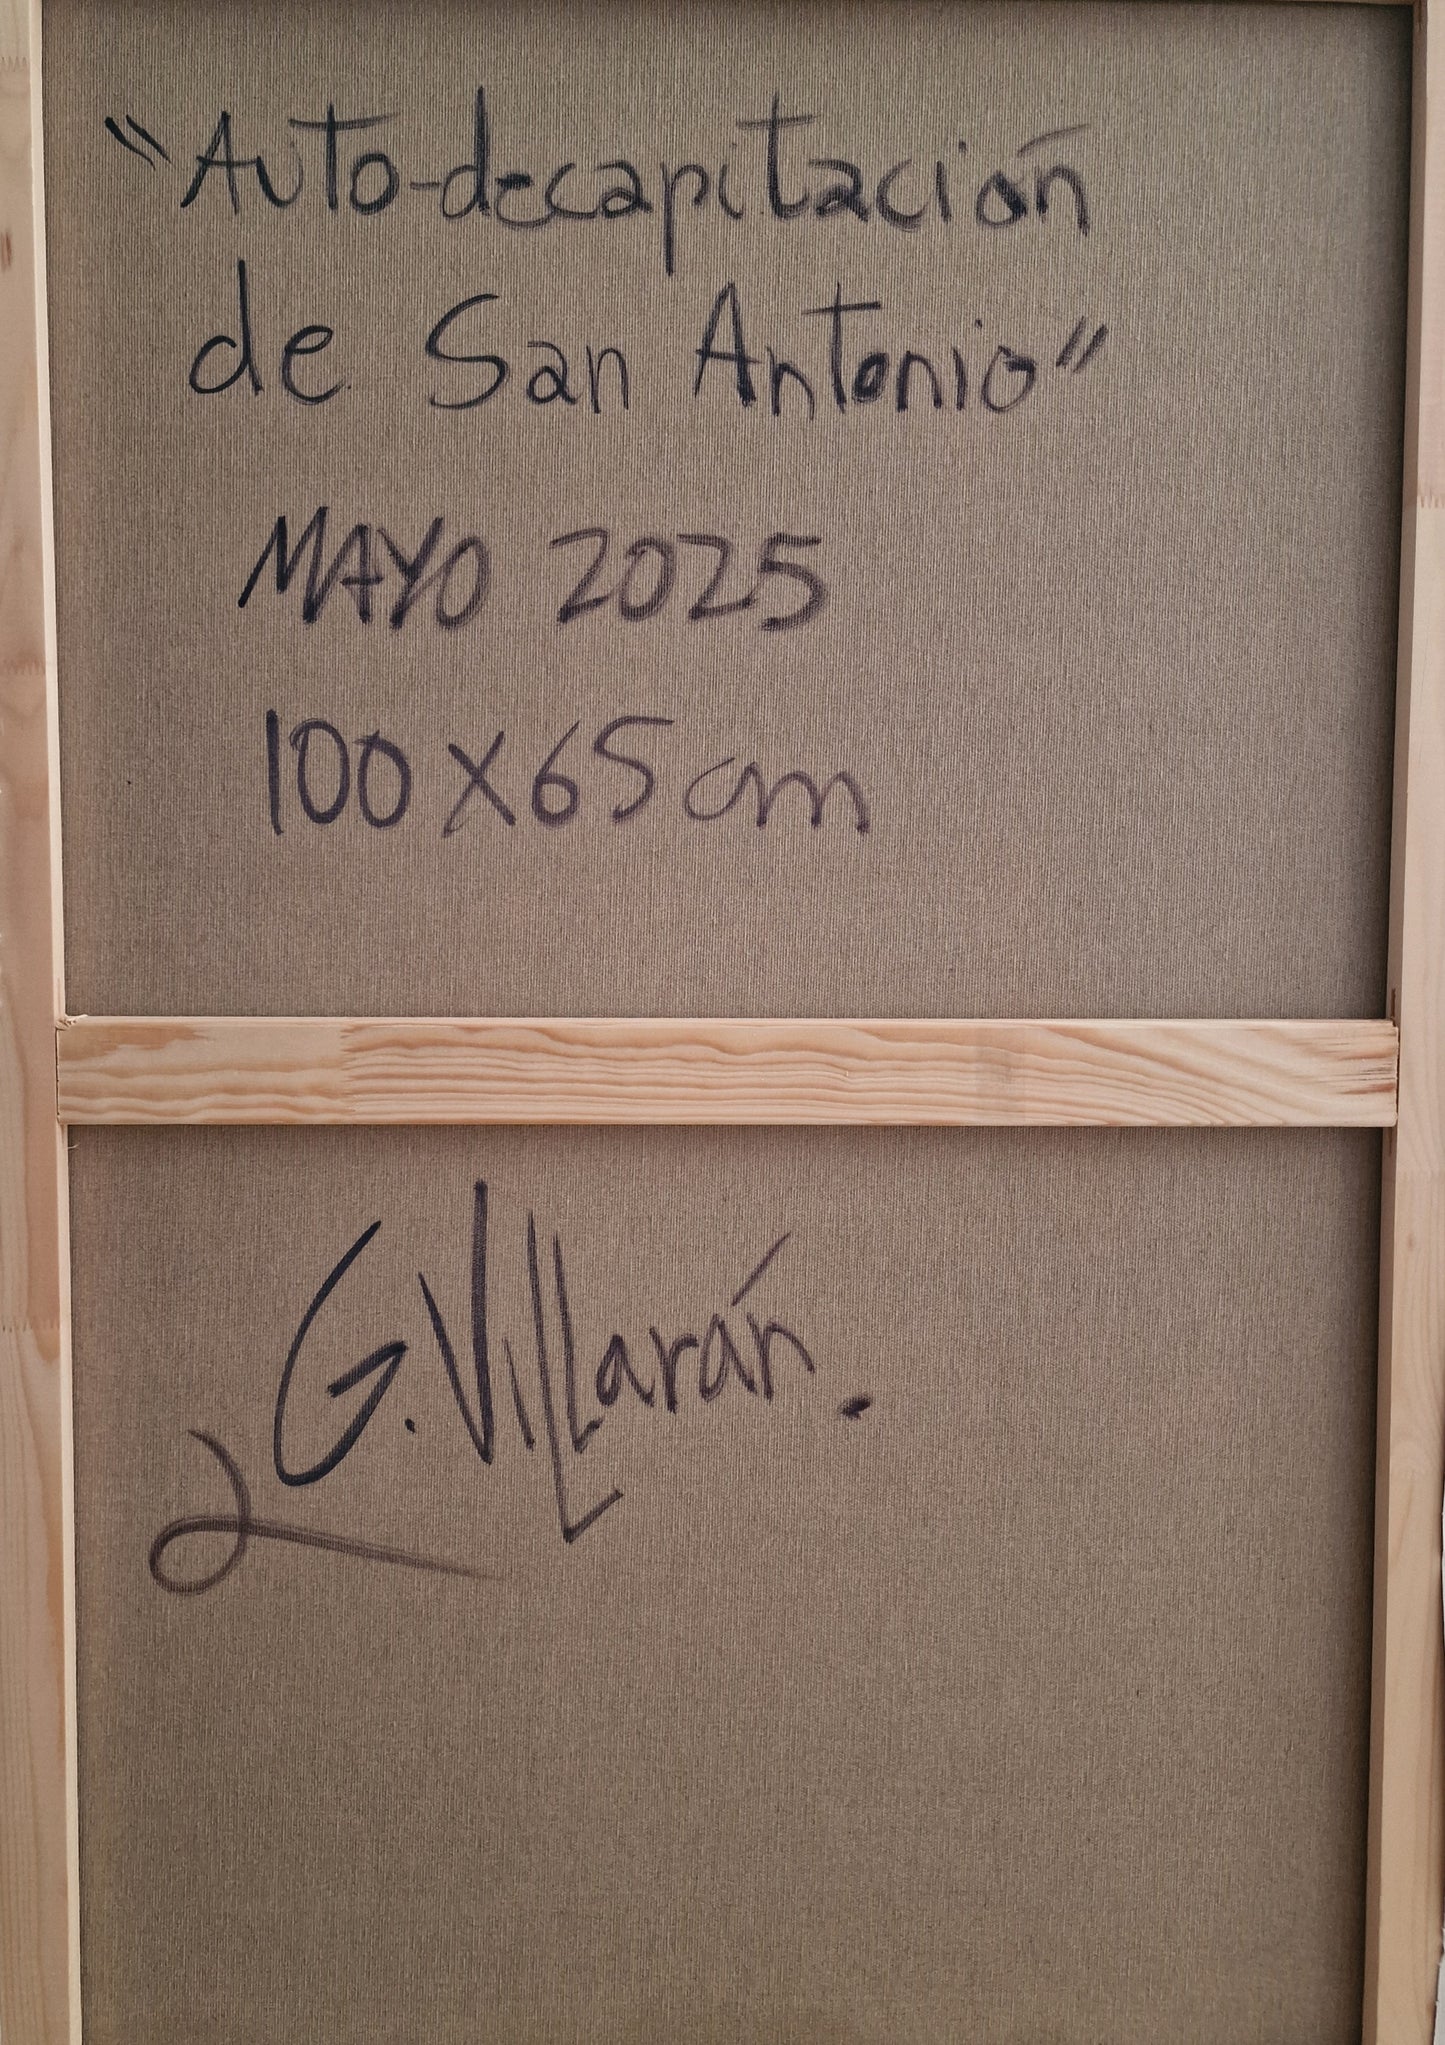 "Auto-decapitación
de San Antonio"
MAYO 2025
100 X 65 cm
G. Villarán.